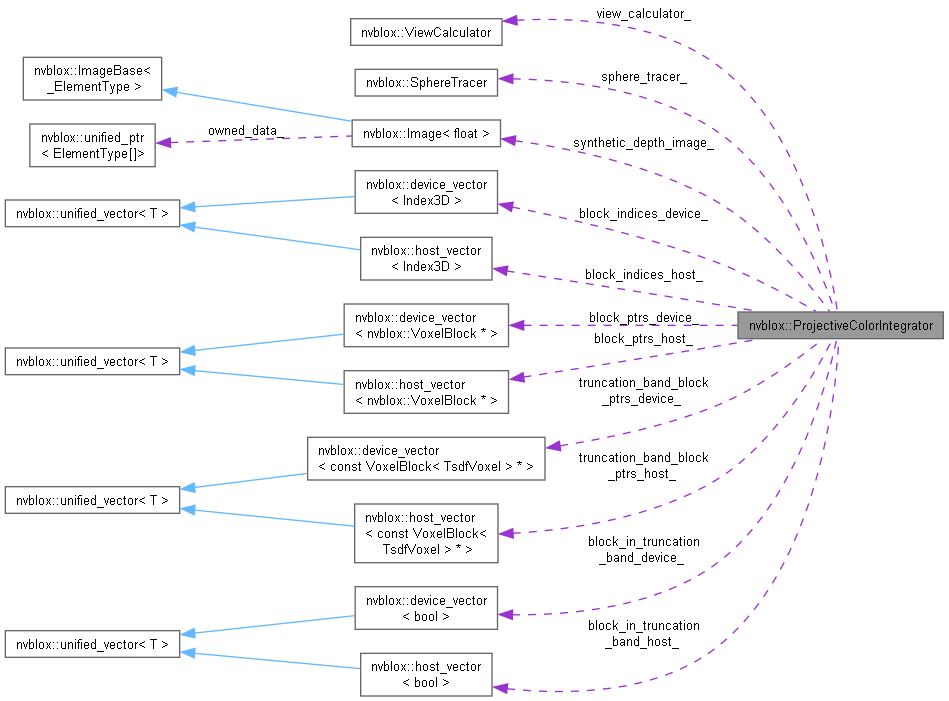 view_calculator_
nvblox::ViewCalculator
nvblox::ImageBase<
_ElementType >
sphere_tracer_
nvblox::SphereTracer
nvblox::unified_ptr
< ElementType[]>
owned_data_
nvblox::Image< float >
synthetic_depth_image_
nvblox::unified_vector< T >
nvblox::device_vector
< Index3D >
block_indices_device_
nvblox::host_vector
< Index3D >
block_indices_host_
nvblox::ProjectiveColorIntegrator
nvblox::device_vector
< nvblox::VoxelBlock * >
block_ptrs_device_
block_ptrs_host_
nvblox::unified_vector< T >
nvblox::host_vector
< nvblox::VoxelBlock * >
truncation_band_block
_ptrs_device_
nvblox::device_vector
< const VoxelBlock< TsdfVoxel > * >
truncation_band_block
_ptrs_host_
nvblox::unified_vector< T >
nvblox::host_vector
< const VoxelBlock<
TsdfVoxel > * >
block_in_truncation
_band_device_
nvblox::device_vector
< bool >
block_in_truncation
_band_host_
nvblox::unified_vector< T >
nvblox::host_vector
< bool >